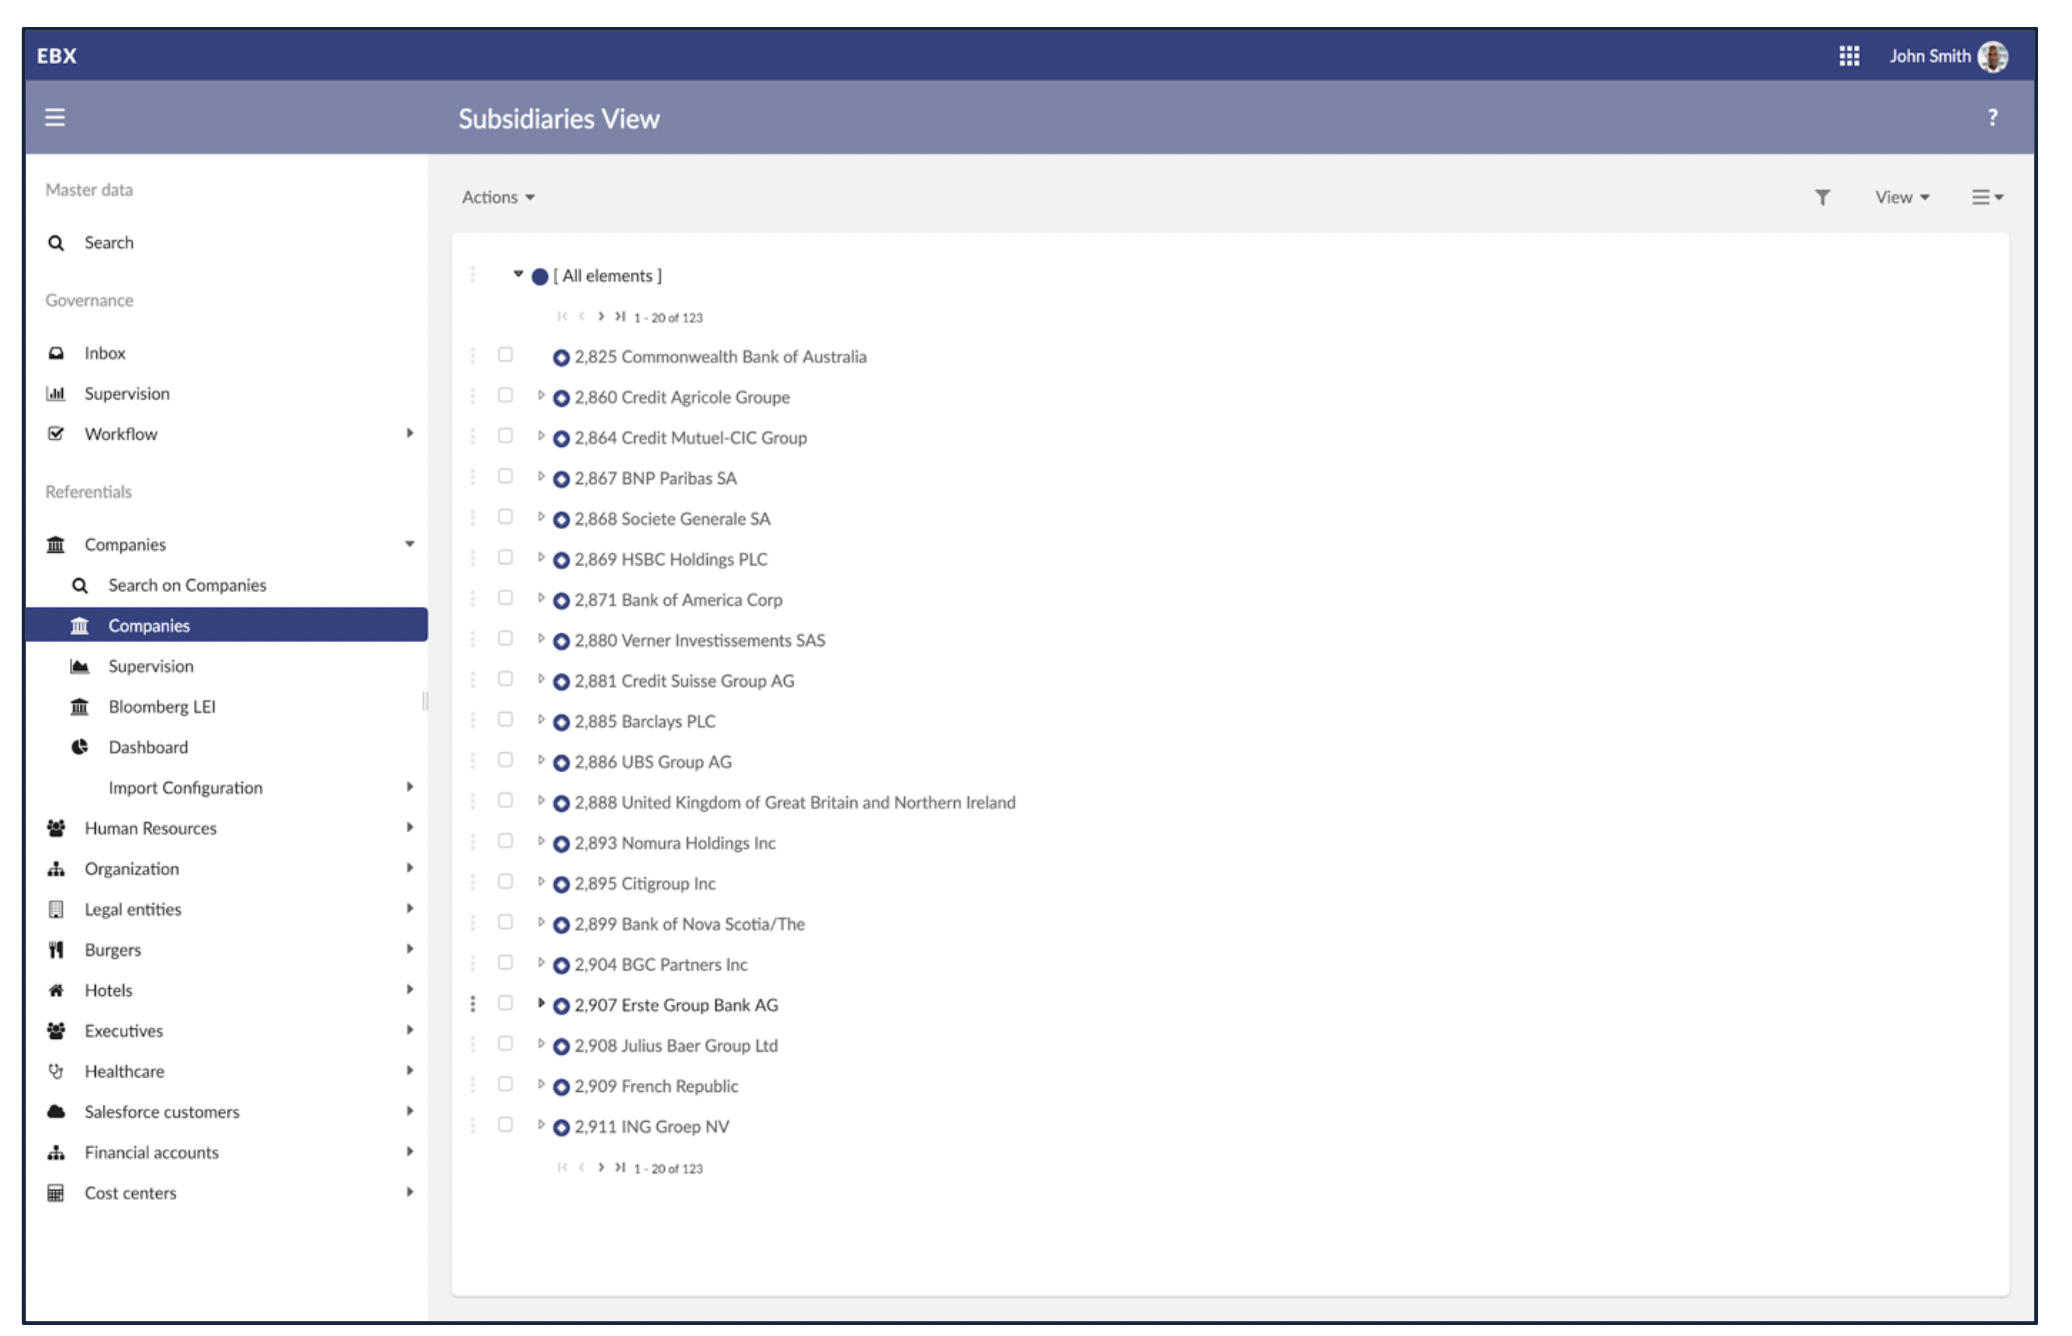 EBX
John Smith
Subsidiaries View
?
Master data
Search
Governance
Inbox
Supervision
Workflow
Referentials
Companies
Search on Companies
Companies
Supervision
Bloomberg LEI
Dashboard
Import Configuration
Human Resources
Organization
Legal entities
Burgers
Hotels
Executives
Healthcare
Salesforce customers
Financial accounts
Cost centers
Actions
View
[ All elements ]
1 - 20 of 123
2,825 Commonwealth Bank of Australia
2,860 Credit Agricole Groupe
2,864 Credit Mutuel-CIC Group
2,867 BNP Paribas SA
2,868 Societe Generale SA
2,869 HSBC Holdings PLC
2,871 Bank of America Corp
2,880 Verner Investissements SAS
2,881 Credit Suisse Group AG
2,885 Barclays PLC
2,886 UBS Group AG
2,888 United Kingdom of Great Britain and Northern Ireland
2,893 Nomura Holdings Inc
2,895 Citigroup Inc
2,899 Bank of Nova Scotia/The
2,904 BGC Partners Inc
2,907 Erste Group Bank AG
2,908 Julius Baer Group Ltd
2,909 French Republic
2,911 ING Groep NV
1 - 20 of 123